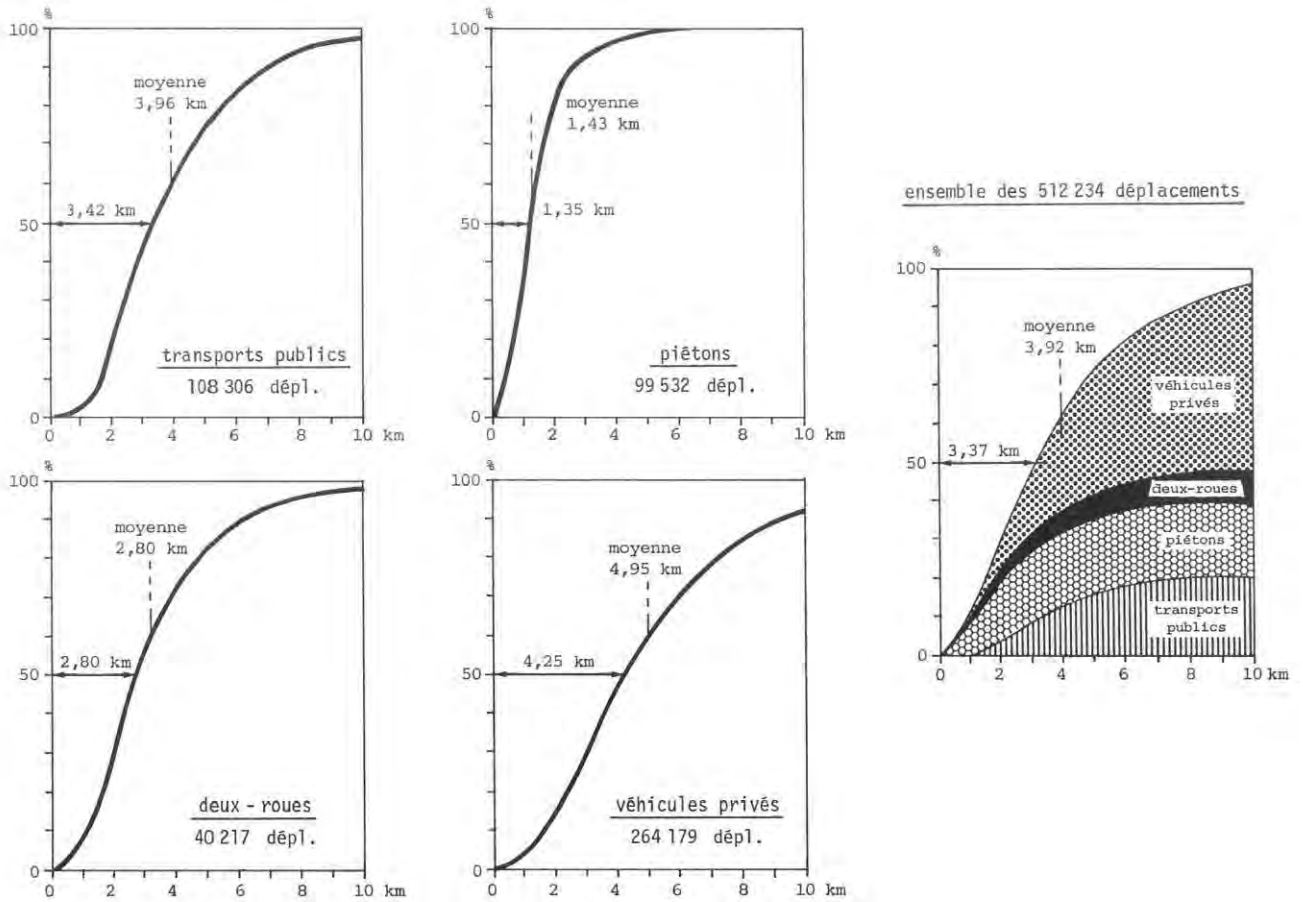 %
100
moyenne
3,96 km
3,42 km
50
transports publics
108 306 dépl.
0
0 2 4 6 8 10 km
%
100
moyenne
1,43 km
1,35 km
50
piétons
99 532 dépl.
0
0 2 4 6 8 10 km
%
100
moyenne
2,80 km
2,80 km
50
deux - roues
40 217 dépl.
0
0 2 4 6 8 10 km
%
100
moyenne
4,95 km
4,25 km
50
véhicules privés
264 179 dépl.
0
0 2 4 6 8 10 km
ensemble des 512 234 déplacements
%
100
moyenne
3,92 km
véhicules
privés
3,37 km
50
deux-roues
piétons
transports
publics
0
0 2 4 6 8 10
km